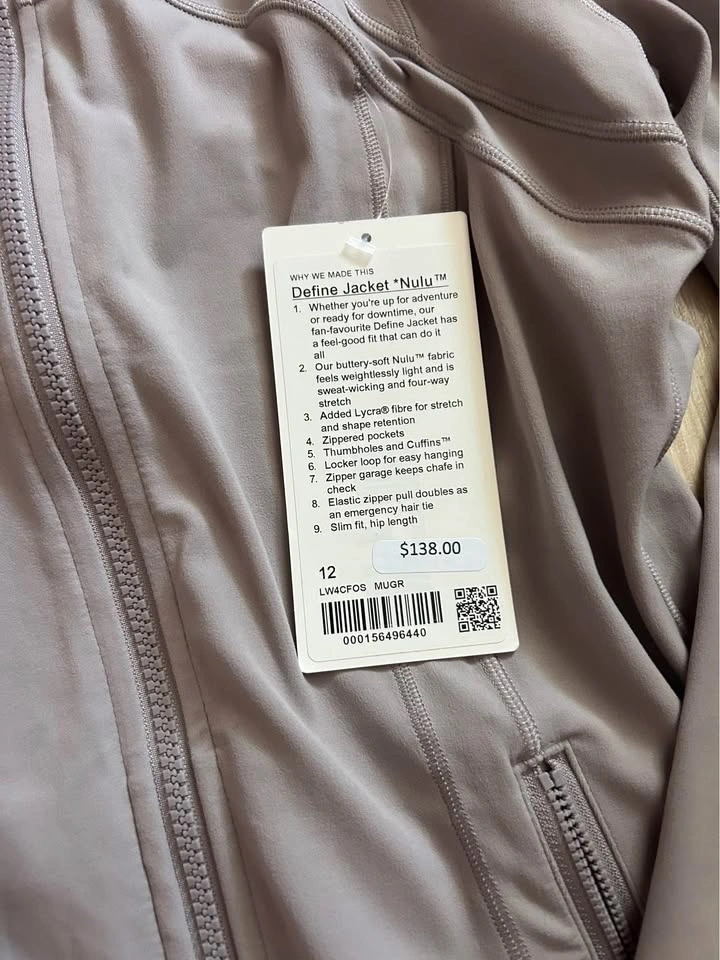 WHY WE MADE THIS
Define Jacket *Nulu™
1. Whether you're up for adventure
or ready for downtime, our
fan-favourite Define Jacket has
a feel-good fit that can do it
all
2. Our buttery-soft Nulu™ fabric
feels weightlessly light and is
sweat-wicking and four-way
stretch
3. Added Lycra® fibre for stretch
and shape retention
4. Zippered pockets
5. Thumbholes and Cuffins™
6. Locker loop for easy hanging
7. Zipper garage keeps chafe in
check
8. Elastic zipper pull doubles as
an emergency hair tie
9. Slim fit, hip length
$138.00
12
LW4CFOS MUGR
000156496440